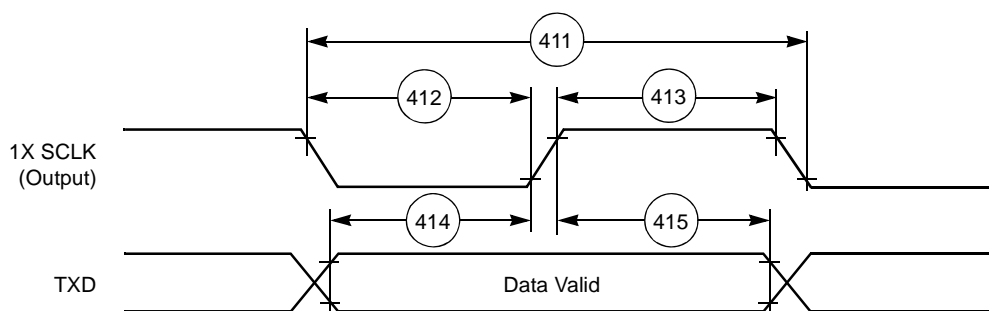 411
412
413
1X SCLK
(Output)
414
415
TXD
Data Valid